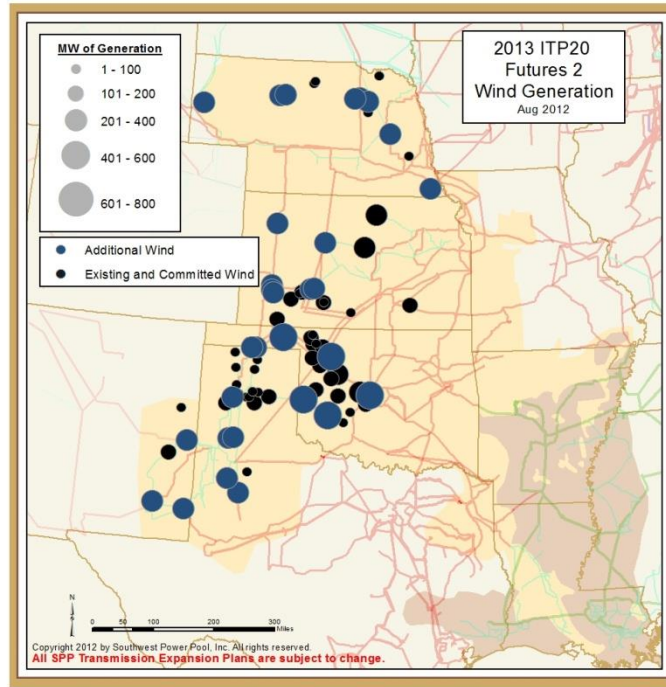 MW of Generation
1 - 100
101 - 200
201 - 400
401 - 600
601 - 800
Additional Wind
Existing and Committed Wind
2013 ITP20
Futures 2
Wind Generation
Aug 2012
N
0 50 100 200 300
Miles
Copyright 2012 by Southwest Power Pool, Inc. All rights reserved.
All SPP Transmission Expansion Plans are subject to change.